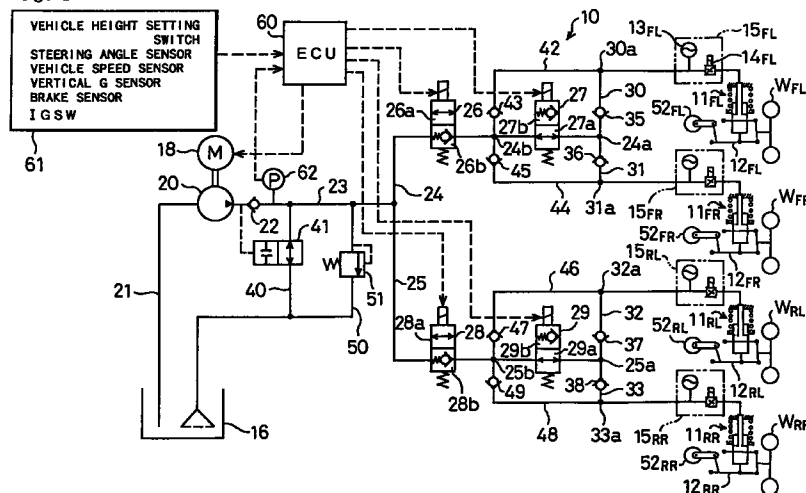 VEHICLE HEIGHT SETTING
SWITCH
STEERING ANGLE SENSOR
VEHICLE SPEED SENSOR
VERTICAL G SENSOR
BRAKE SENSOR
IGSW
61
60
ECU
10
42
30a
13FL
15FL
14FL
26a
26
43
27
27b
27a
30
35
11FL
WFL
52FL
24a
24b
26b
36
12FL
18
M
62
P
20
23
24
45
31
15FR
22
44
31a
11FR
WFR
41
51
52FR
15RL
40
25
46
32a
12FR
21
28a
28
47
29
32
11RL
WRL
50
29b
29a
37
52RL
25b
25a
12RL
38
28b
49
33
16
48
33a
15RR
11RR
WRR
52RR
12RR